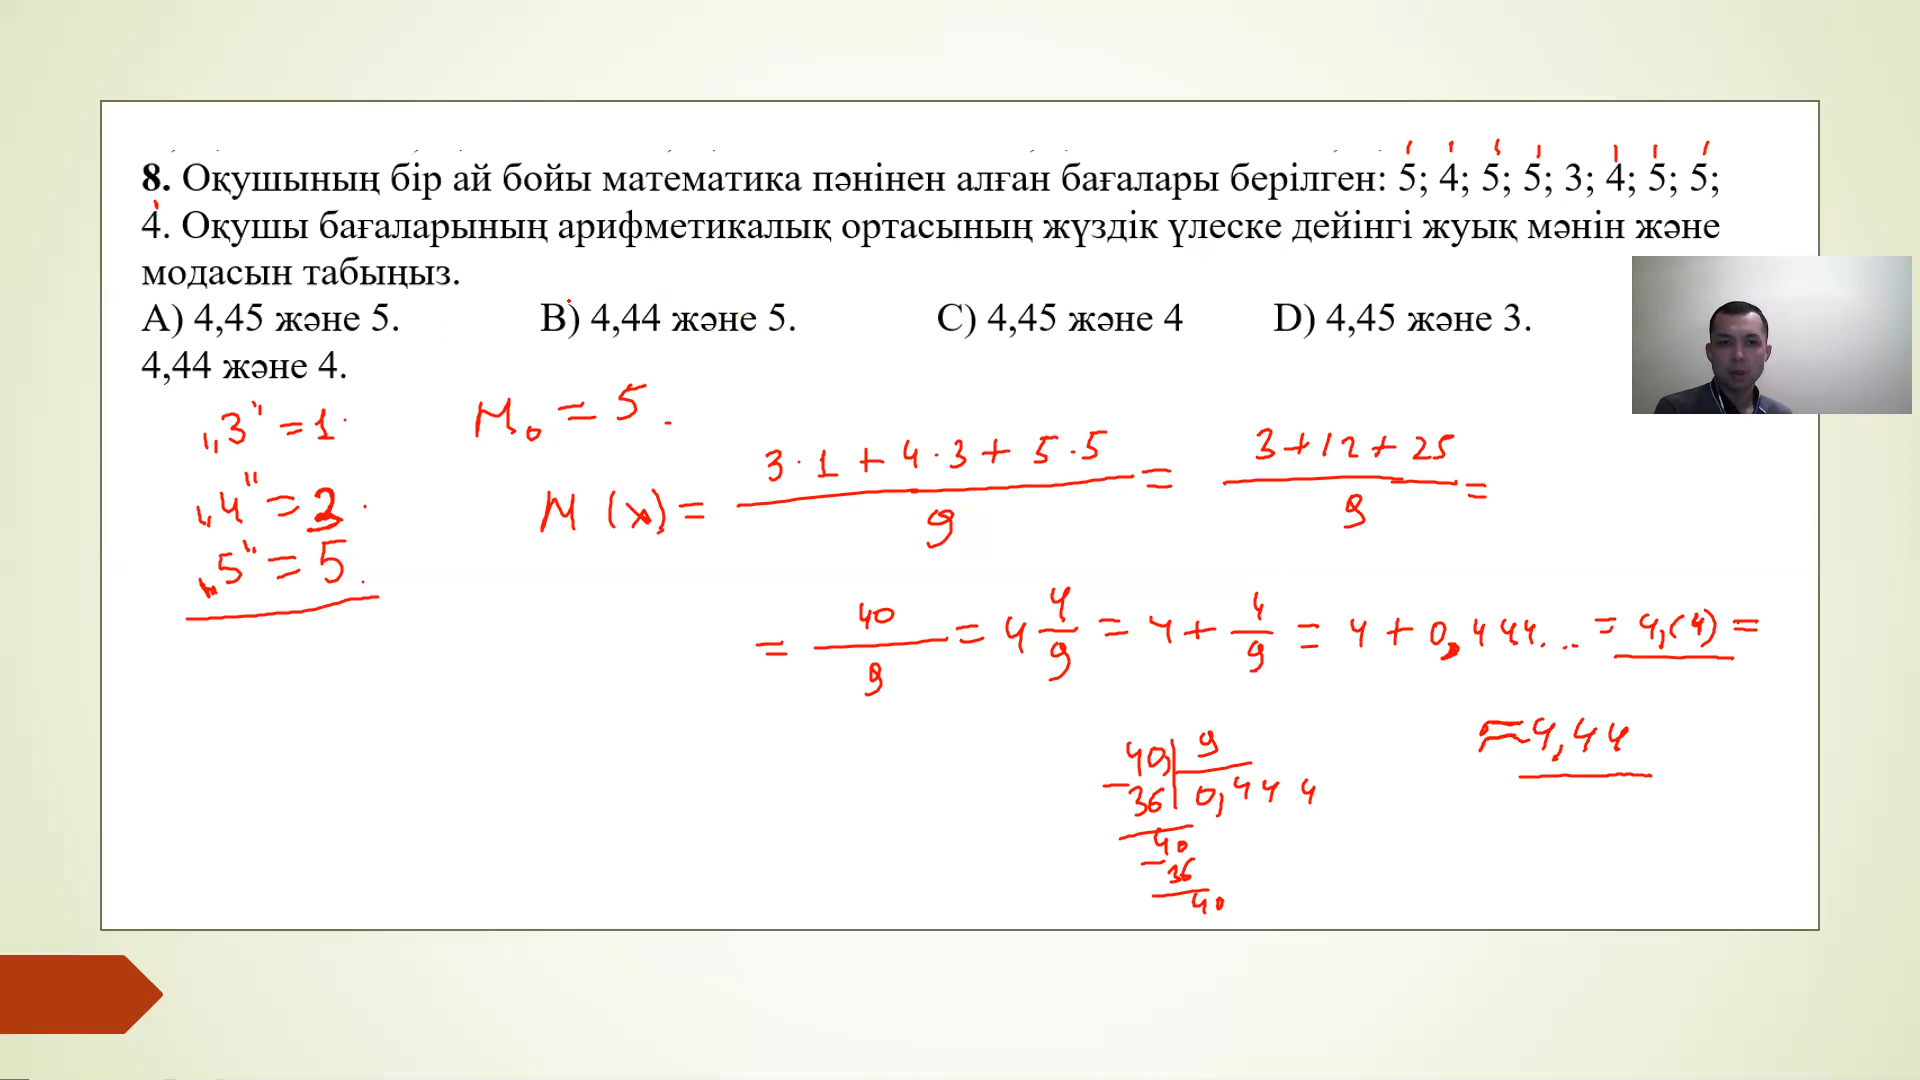 8. Оқушының бір ай бойы математика пәнінен алған бағалары берілген: 5; 4; 5; 5; 3; 4; 5; 5;
4. Оқушы бағаларының арифметикалық ортасының жүздік үлеске дейінгі жуық мәнін және
модасын табыңыз.
A) 4,45 және 5. B) 4,44 және 5. C) 4,45 және 4 D) 4,45 және 3.
4,44 және 4.
„3" = 1.
M₀ = 5.
„4" = 3.
„5" = 5.
M(x) = (3·1 + 4·3 + 5·5)/9 = (3+12+25)/9 =
= 40/9 = 4 4/9 = 4 + 4/9 = 4 + 0,444... = 4,(4) =
≈ 4,44
40, | 9
−36 | 0,444
40
−36
40